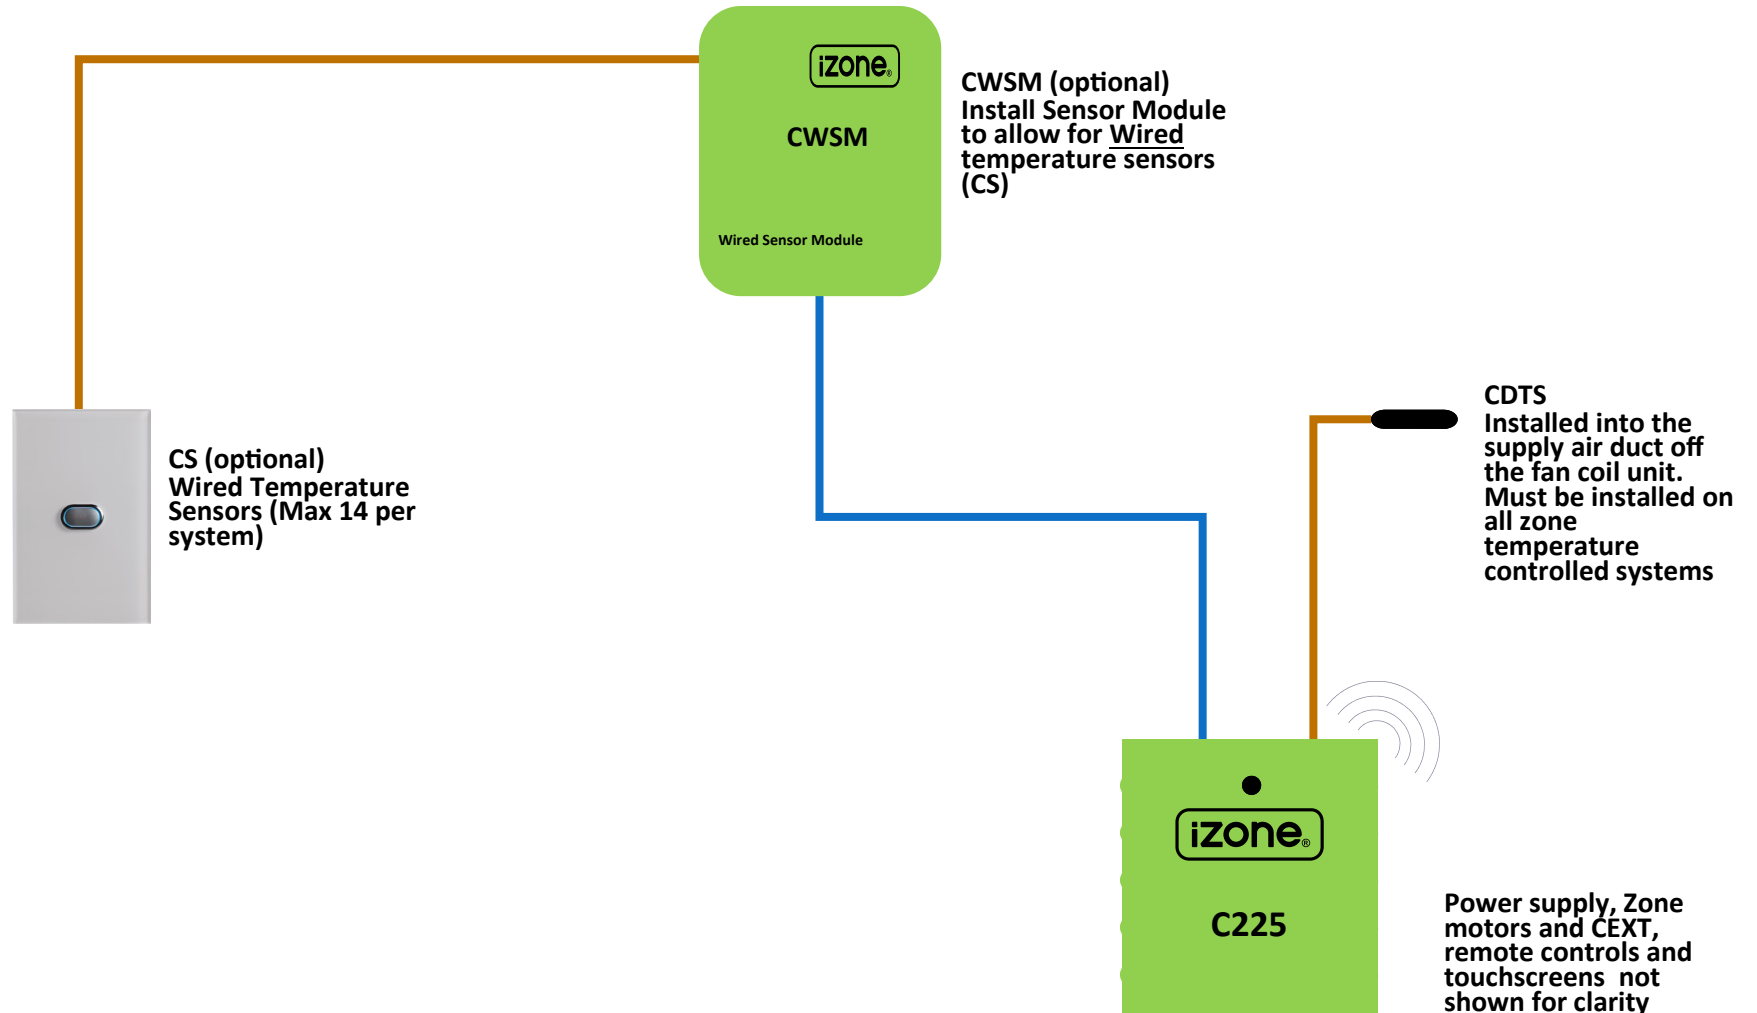 izone®
CWSM
Wired Sensor Module
CWSM (optional)
Install Sensor Module
to allow for Wired
temperature sensors
(CS)
CS (optional)
Wired Temperature
Sensors (Max 14 per
system)
CDTS
Installed into the
supply air duct off
the fan coil unit.
Must be installed on
all zone
temperature
controlled systems
izone®
C225
Power supply, Zone
motors and CEXT,
remote controls and
touchscreens  not
shown for clarity